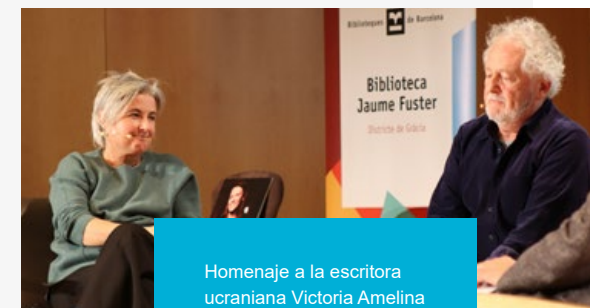 Biblioteques de Barcelona
Biblioteca
Jaume Fuster
Districte de Gràcia
Homenaje a la escritora
ucraniana Victoria Amelina